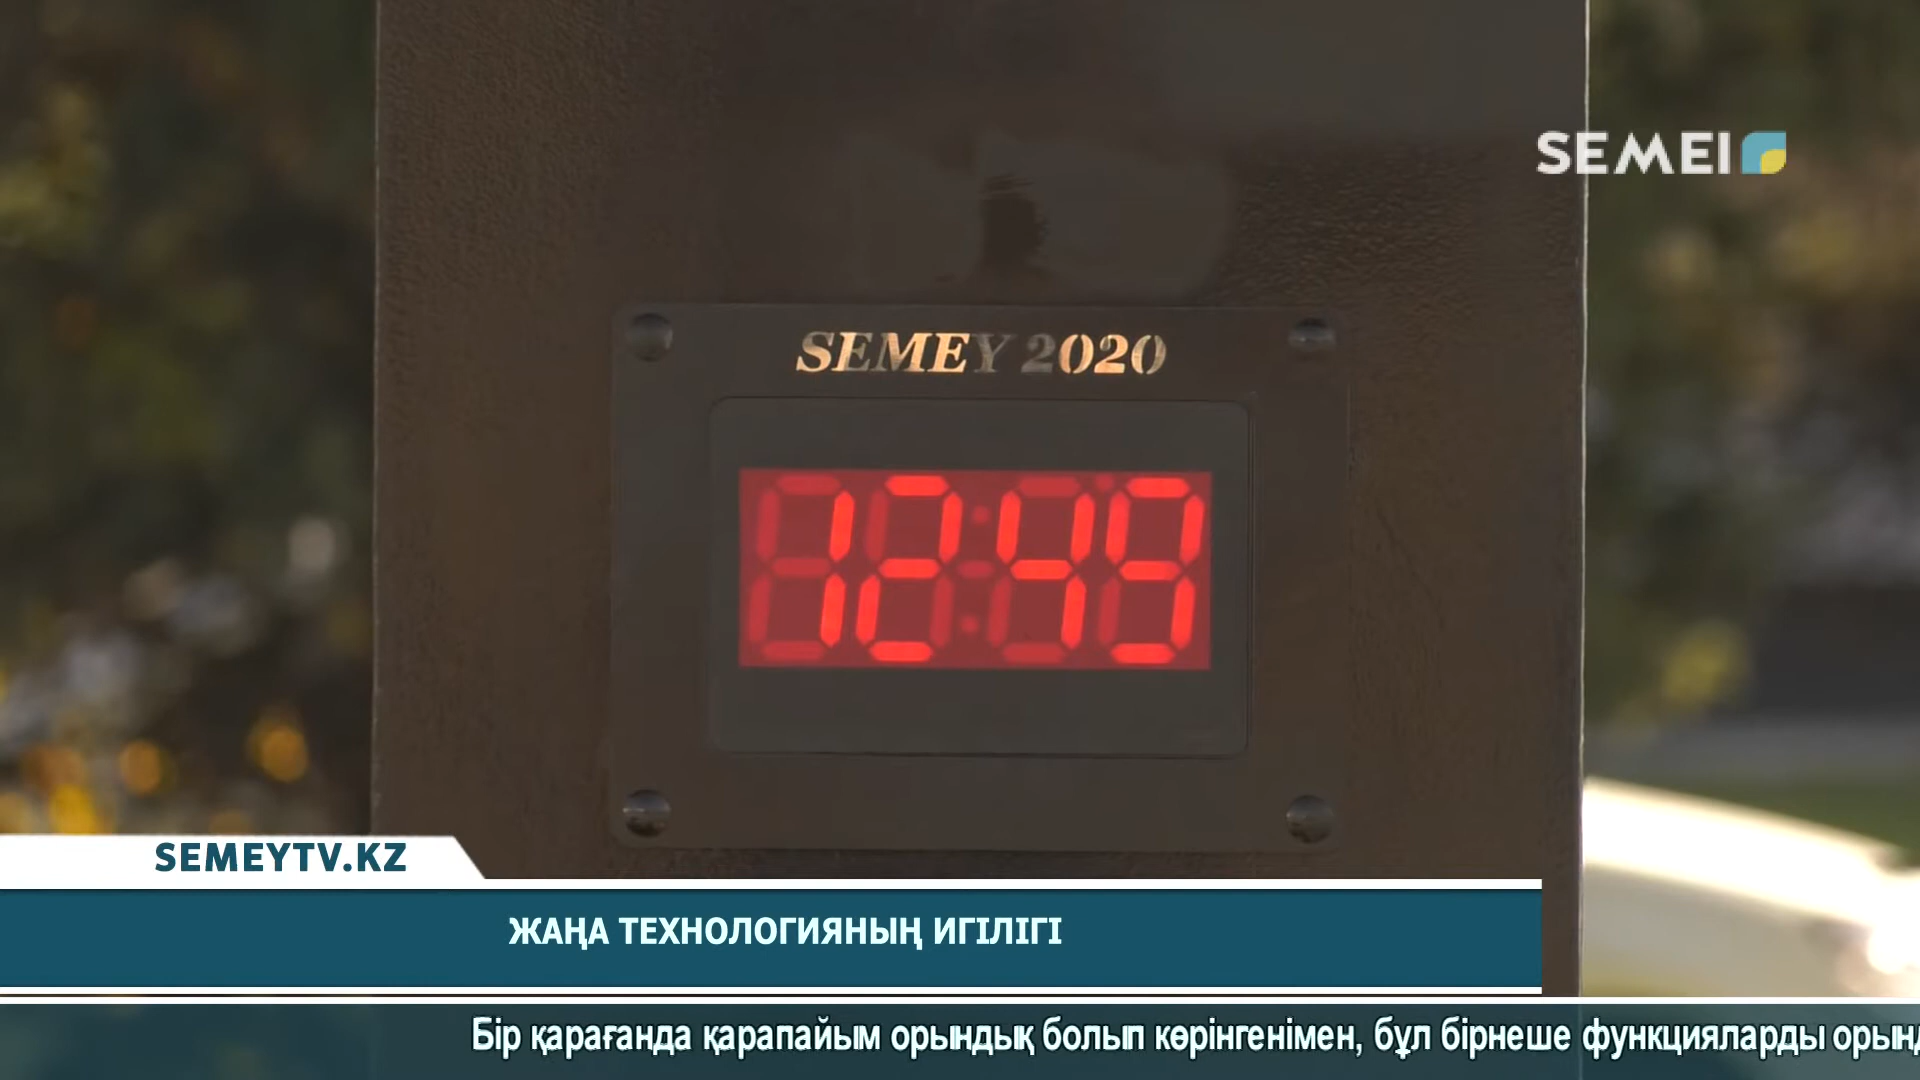 SEMEI
SEMEY 2020
12:49
SEMEYTV.KZ
ЖАҢА ТЕХНОЛОГИЯНЫҢ ИГІЛІГІ
Бір қарағанда қарапайым орындық болып көрінгенімен, бұл бірнеше функцияларды орынд